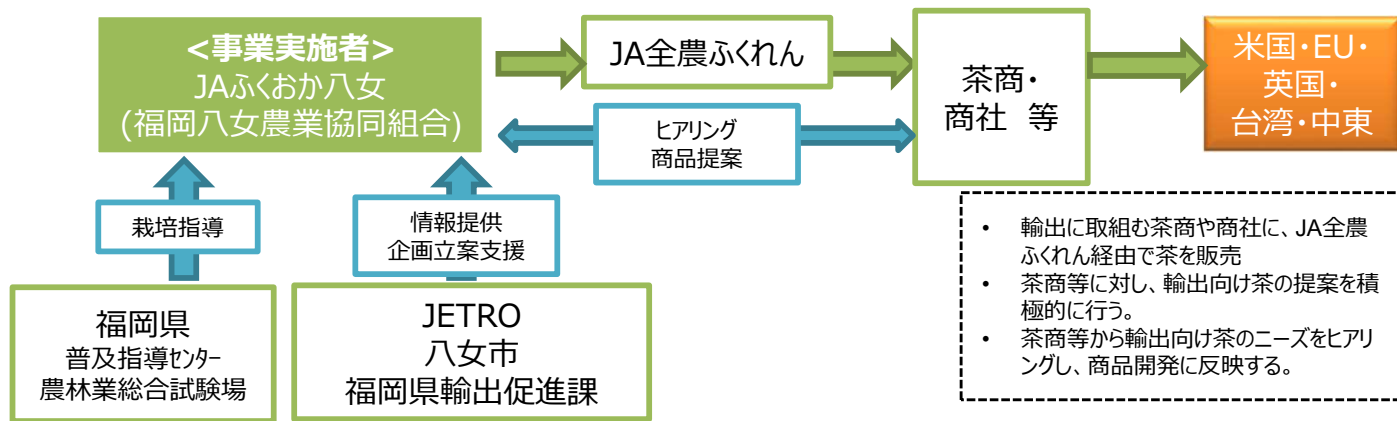 <事業実施者>
JAふくおか八女
(福岡八女農業協同組合)
JA全農ふくれん
茶商・
商社 等
米国・EU・
英国・
台湾・中東
ヒアリング
商品提案
栽培指導
情報提供
企画立案支援
福岡県
普及指導センター
農林業総合試験場
JETRO
八女市
福岡県輸出促進課
• 輸出に取組む茶商や商社に、JA全農
ふくれん経由で茶を販売
• 茶商等に対し、輸出向け茶の提案を積
極的に行う。
• 茶商等から輸出向け茶のニーズをヒアリ
ングし、商品開発に反映する。